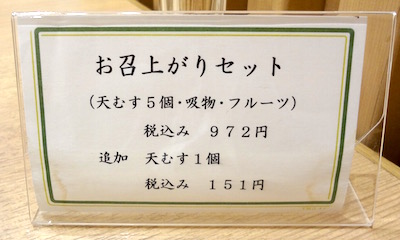 お召上がりセット
(天むす5個・吸物・フルーツ)
税込み 972円
追加 天むす1個
税込み 151円